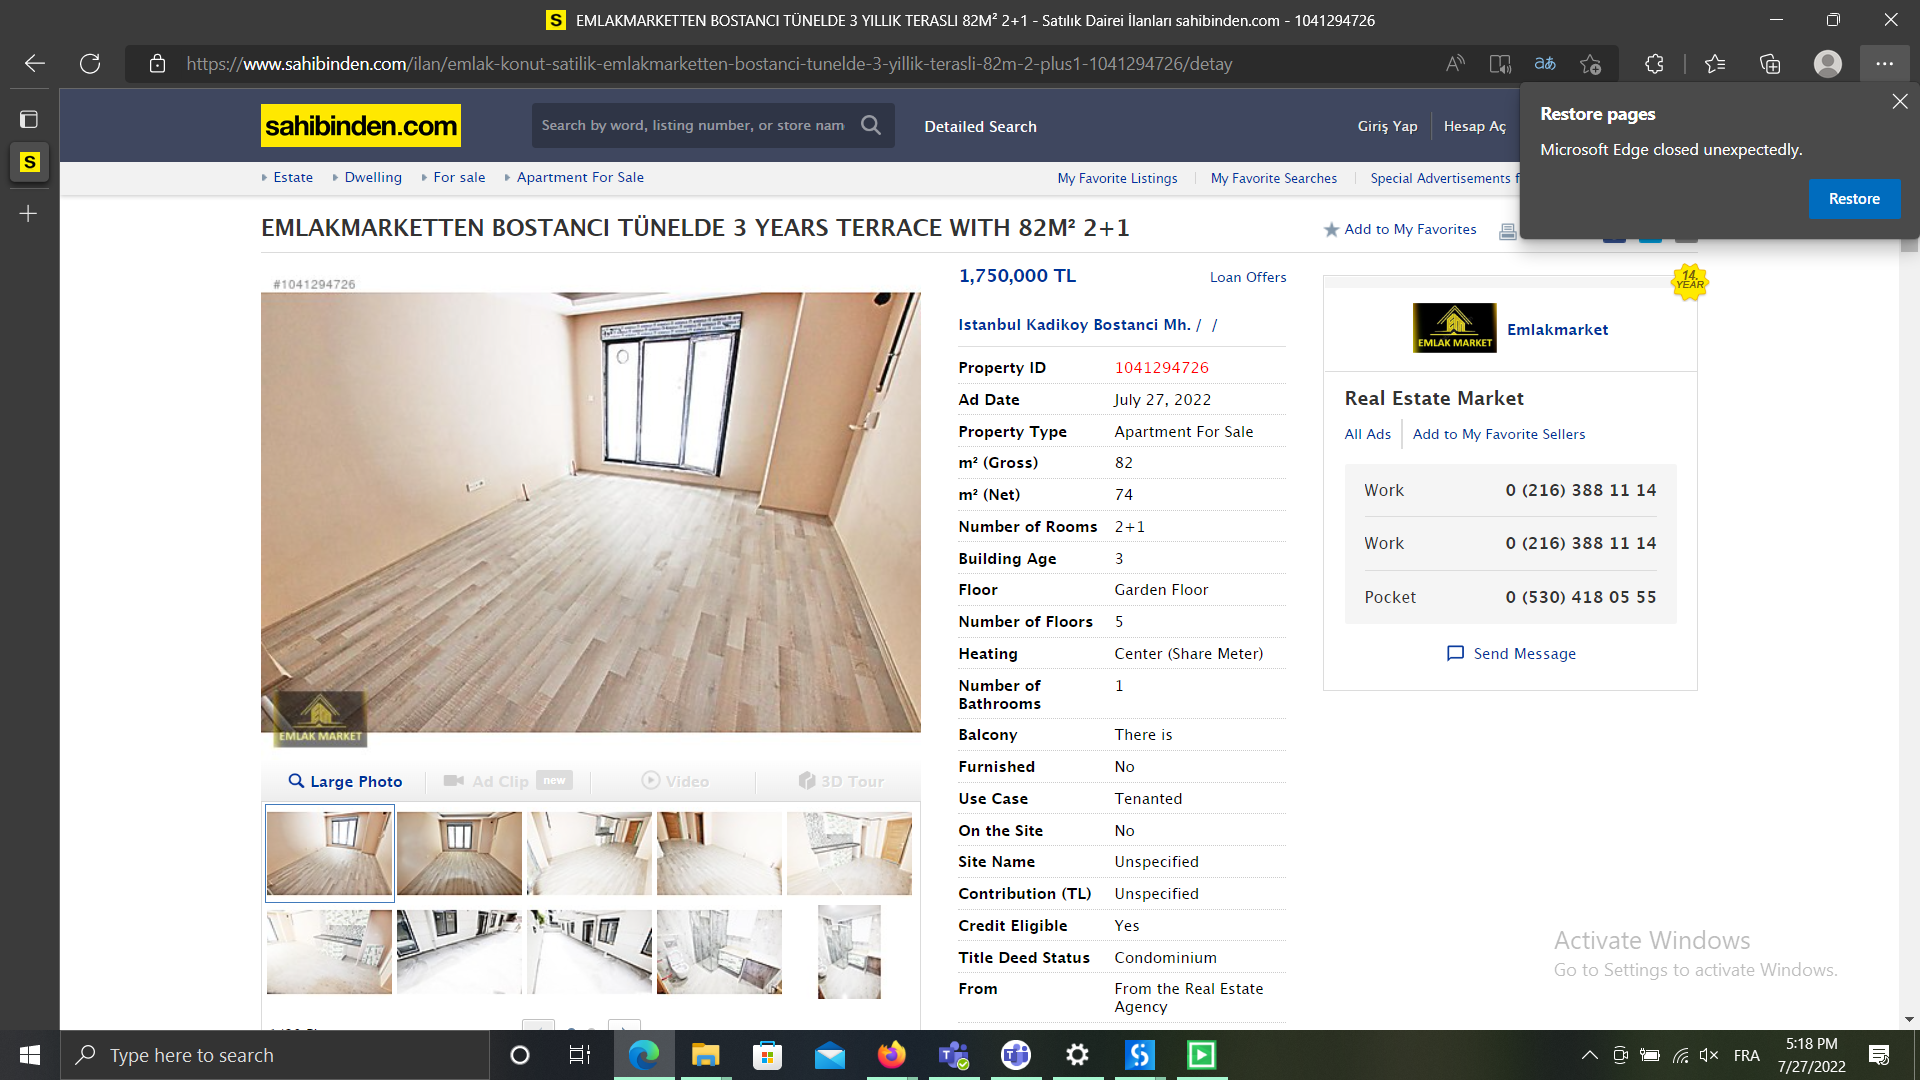 EMLAKMARKETTEN BOSTANCI TÜNELDE 3 YILLIK TERASLI 82M² 2+1 - Satılık Dairei İlanları sahibinden.com - 1041294726
https://www.sahibinden.com/ilan/emlak-konut-satilik-emlakmarketten-bostanci-tunelde-3-yillik-terasli-82m-2-plus1-1041294726/detay
Restore pages
Microsoft Edge closed unexpectedly.
Restore
sahibinden.com
Search by word, listing number, or store nam
Detailed Search
Giriş Yap
Hesap Aç
Estate
Dwelling
For sale
Apartment For Sale
My Favorite Listings
My Favorite Searches
Special Advertisements f
EMLAKMARKETTEN BOSTANCI TÜNELDE 3 YEARS TERRACE WITH 82M² 2+1
Add to My Favorites
#1041294726
EMLAK MARKET
Large Photo
Ad Clip new
Video
3D Tour
1,750,000 TL
Loan Offers
Istanbul Kadikoy Bostanci Mh. / /
Property ID 1041294726
Ad Date July 27, 2022
Property Type Apartment For Sale
m² (Gross) 82
m² (Net) 74
Number of Rooms 2+1
Building Age 3
Floor Garden Floor
Number of Floors 5
Heating Center (Share Meter)
Number of 1
Bathrooms
Balcony There is
Furnished No
Use Case Tenanted
On the Site No
Site Name Unspecified
Contribution (TL) Unspecified
Credit Eligible Yes
Title Deed Status Condominium
From From the Real Estate
Agency
14.
YEAR
EMLAK MARKET
Emlakmarket
Real Estate Market
All Ads
Add to My Favorite Sellers
Work 0 (216) 388 11 14
Work 0 (216) 388 11 14
Pocket 0 (530) 418 05 55
Send Message
Activate Windows
Go to Settings to activate Windows.
Type here to search
FRA
5:18 PM
7/27/2022